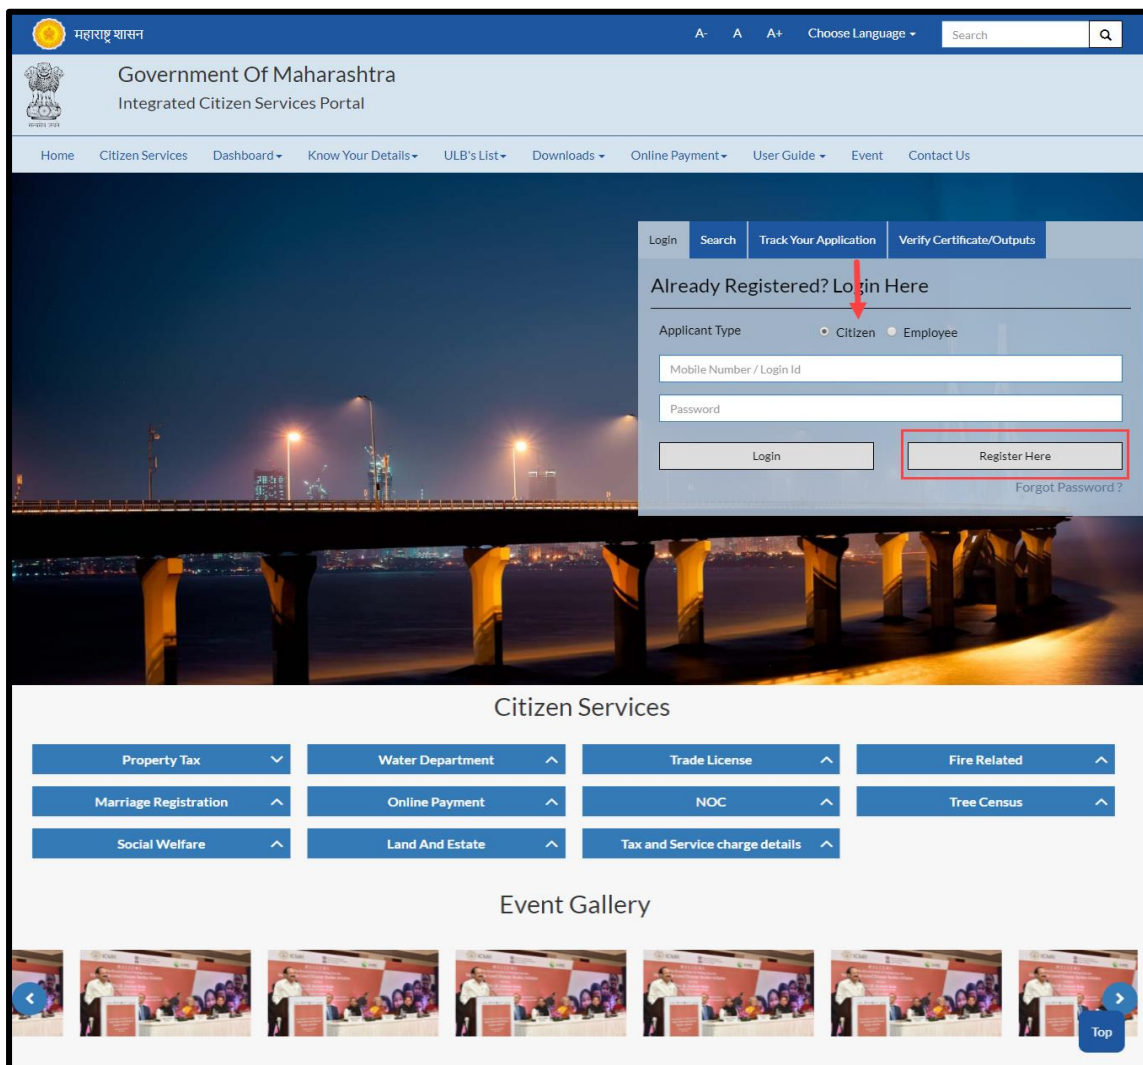 महाराष्ट्र शासन A- A A+ Choose Language Search
Government Of Maharashtra
Integrated Citizen Services Portal
सत्यमेव जयते
Home Citizen Services Dashboard Know Your Details ULB's List Downloads Online Payment User Guide Event Contact Us
Login Search Track Your Application Verify Certificate/Outputs
Already Registered? Login Here
Applicant Type Citizen Employee
Mobile Number / Login Id
Password
Login Register Here
Forgot Password ?
Citizen Services
Property Tax Water Department Trade License Fire Related
Marriage Registration Online Payment NOC Tree Census
Social Welfare Land And Estate Tax and Service charge details
Event Gallery
Top